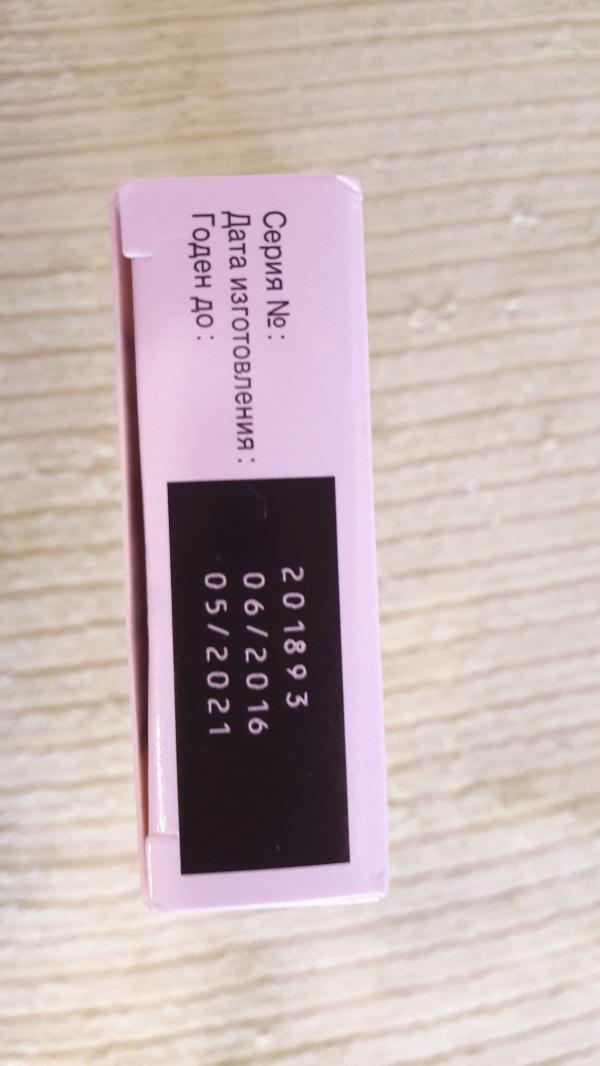 Серия №: 201893
Дата изготовления: 06/2016
Годен до: 05/2021